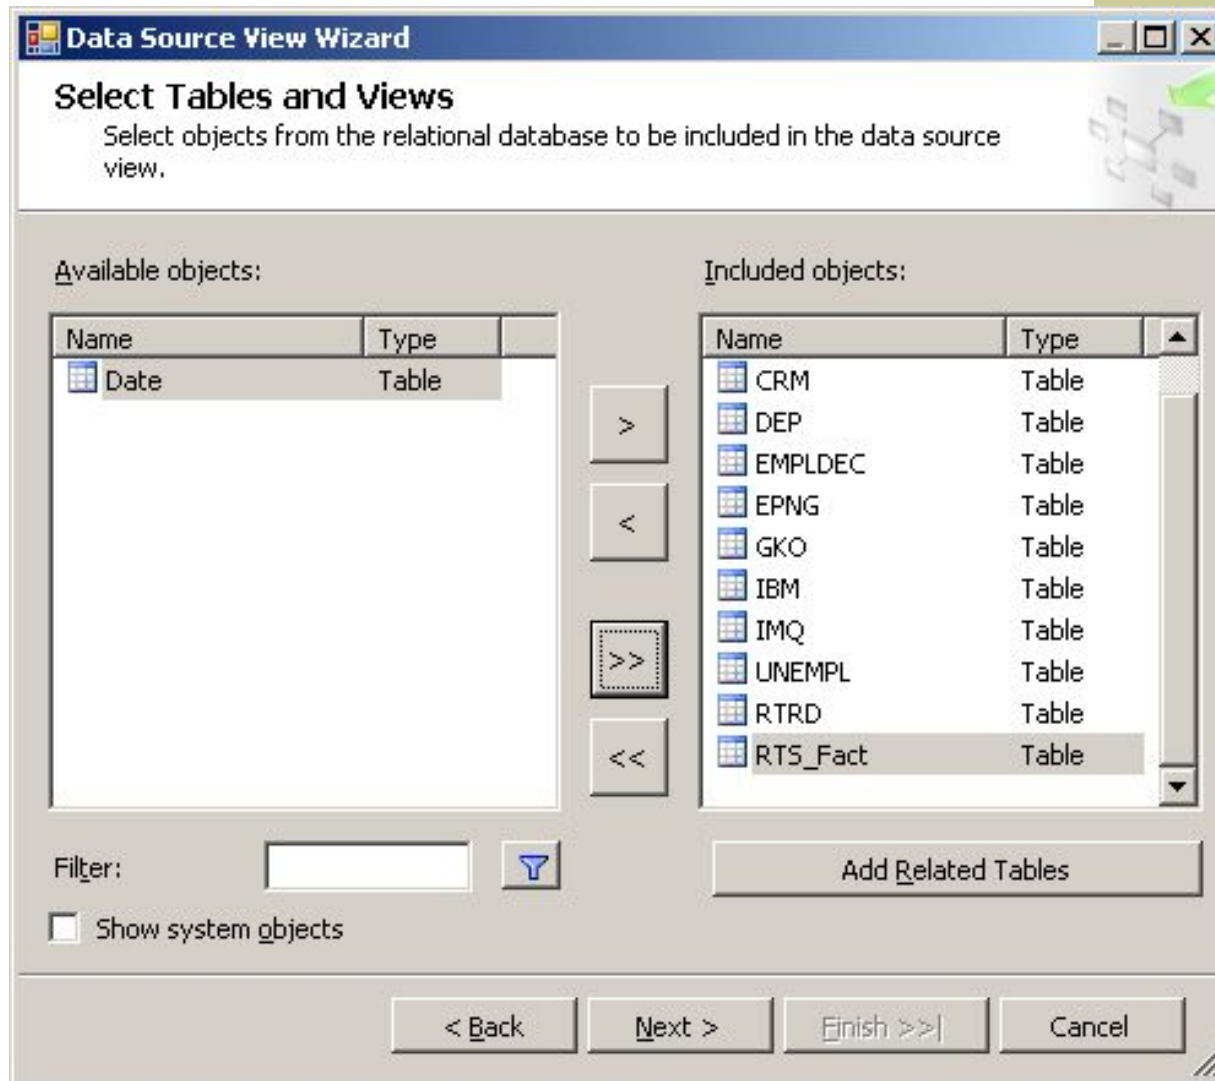 Data Source View Wizard
Select Tables and Views
Select objects from the relational database to be included in the data source
view.
Available objects:
Name Type
Date Table
>
<
>>
<<
Included objects:
Name Type
CRM Table
DEP Table
EMPLDEC Table
EPNG Table
GKO Table
IBM Table
IMQ Table
UNEMPL Table
RTRD Table
RTS_Fact Table
Filter:
Add Related Tables
Show system objects
< Back Next > Finish >>| Cancel